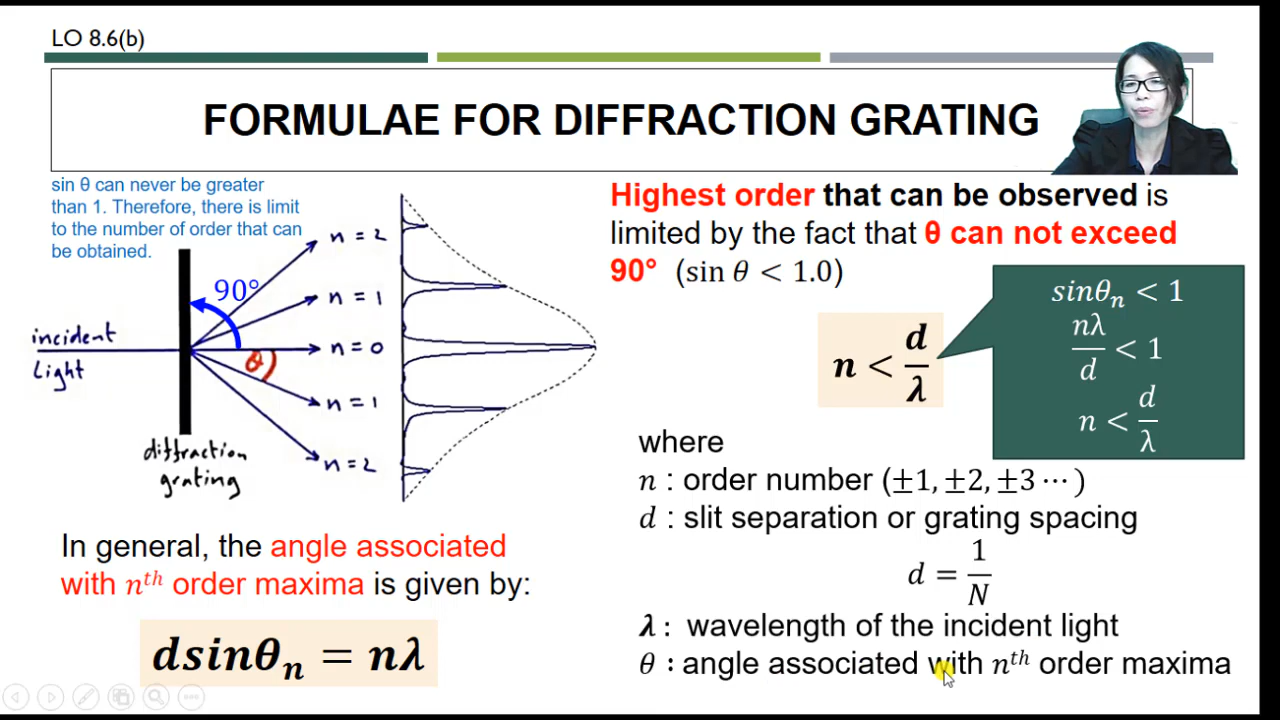 LO 8.6(b)
FORMULAE FOR DIFFRACTION GRATING
sin θ can never be greater
than 1. Therefore, there is limit
to the number of order that can
be obtained.
90°
incident
light
θ
n = 2
n = 1
n = 0
n = 1
n = 2
diffraction
grating
In general, the angle associated
with nᵗʰ order maxima is given by:
dsinθₙ = nλ
Highest order that can be observed is
limited by the fact that θ can not exceed
90° (sin θ < 1.0)
n < d/λ
sinθₙ < 1
nλ/d < 1
n < d/λ
where
n : order number (±1, ±2, ±3 ⋯ )
d : slit separation or grating spacing
d = 1/N
λ : wavelength of the incident light
θ : angle associated with nᵗʰ order maxima